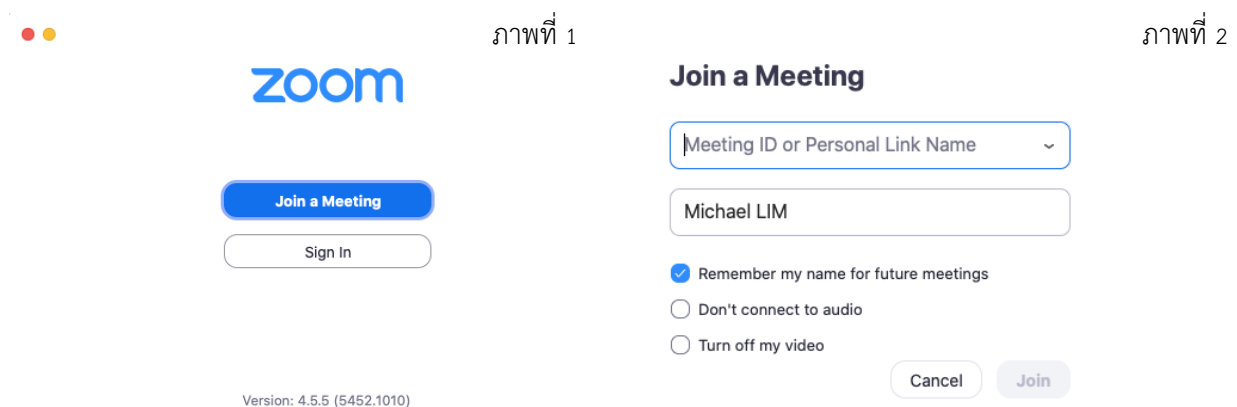 ภาพที่ 1
zoom
Join a Meeting
Sign In
Version: 4.5.5 (5452.1010)
ภาพที่ 2
Join a Meeting
Meeting ID or Personal Link Name
Michael LIM
Remember my name for future meetings
Don't connect to audio
Turn off my video
Cancel
Join